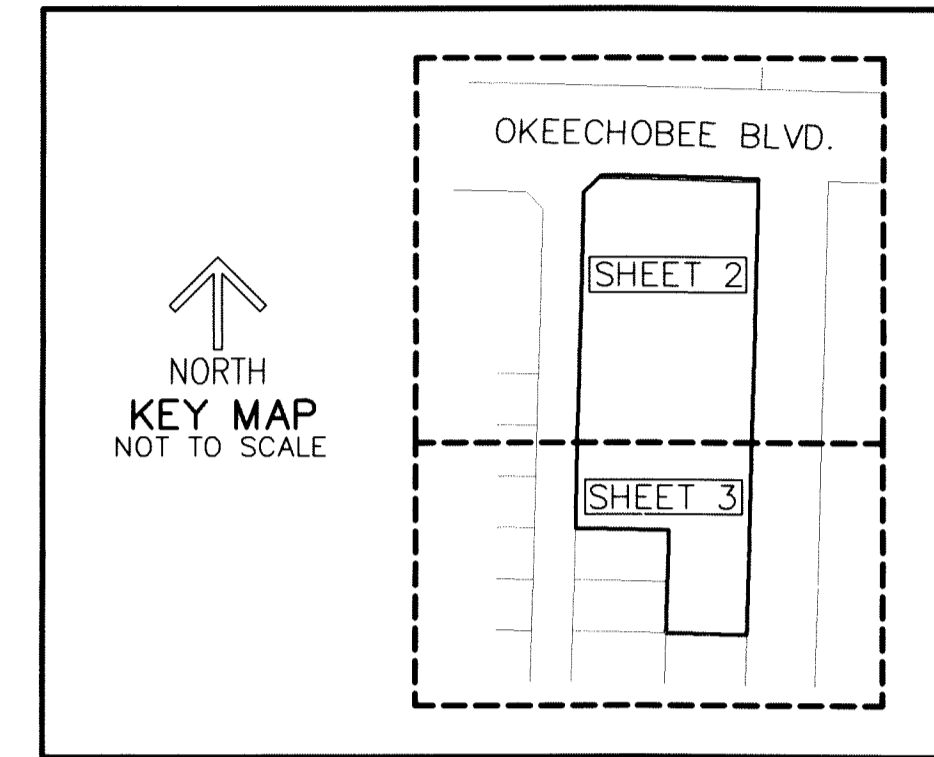 OKEECHOBEE BLVD.
SHEET 2
NORTH
KEY MAP
NOT TO SCALE
SHEET 3